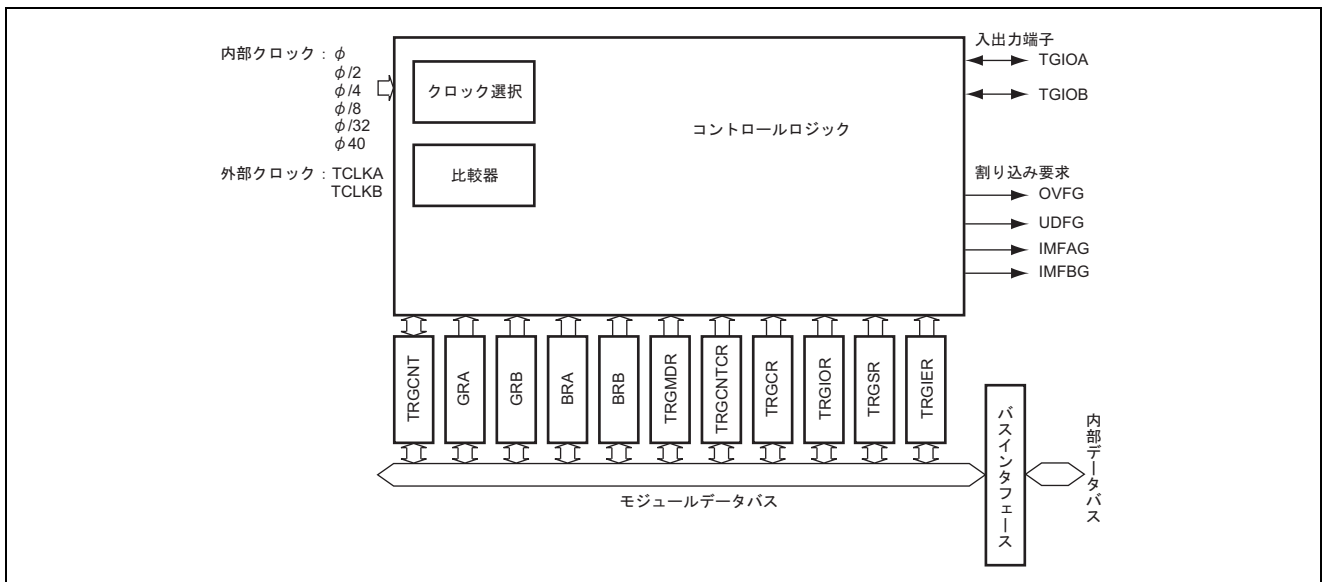 内部クロック：φ
φ/2
φ/4
φ/8
φ/32
φ40
外部クロック：TCLKA
TCLKB
クロック選択
比較器
コントロールロジック
入出力端子
TGIOA
TGIOB
割り込み要求
OVFG
UDFG
IMFAG
IMFBG
TRGCNT
GRA
GRB
BRA
BRB
TRGMDR
TRGCNTCR
TRGCR
TRGIOR
TRGSR
TRGIER
モジュールデータバス
バスインタフェース
内部データバス